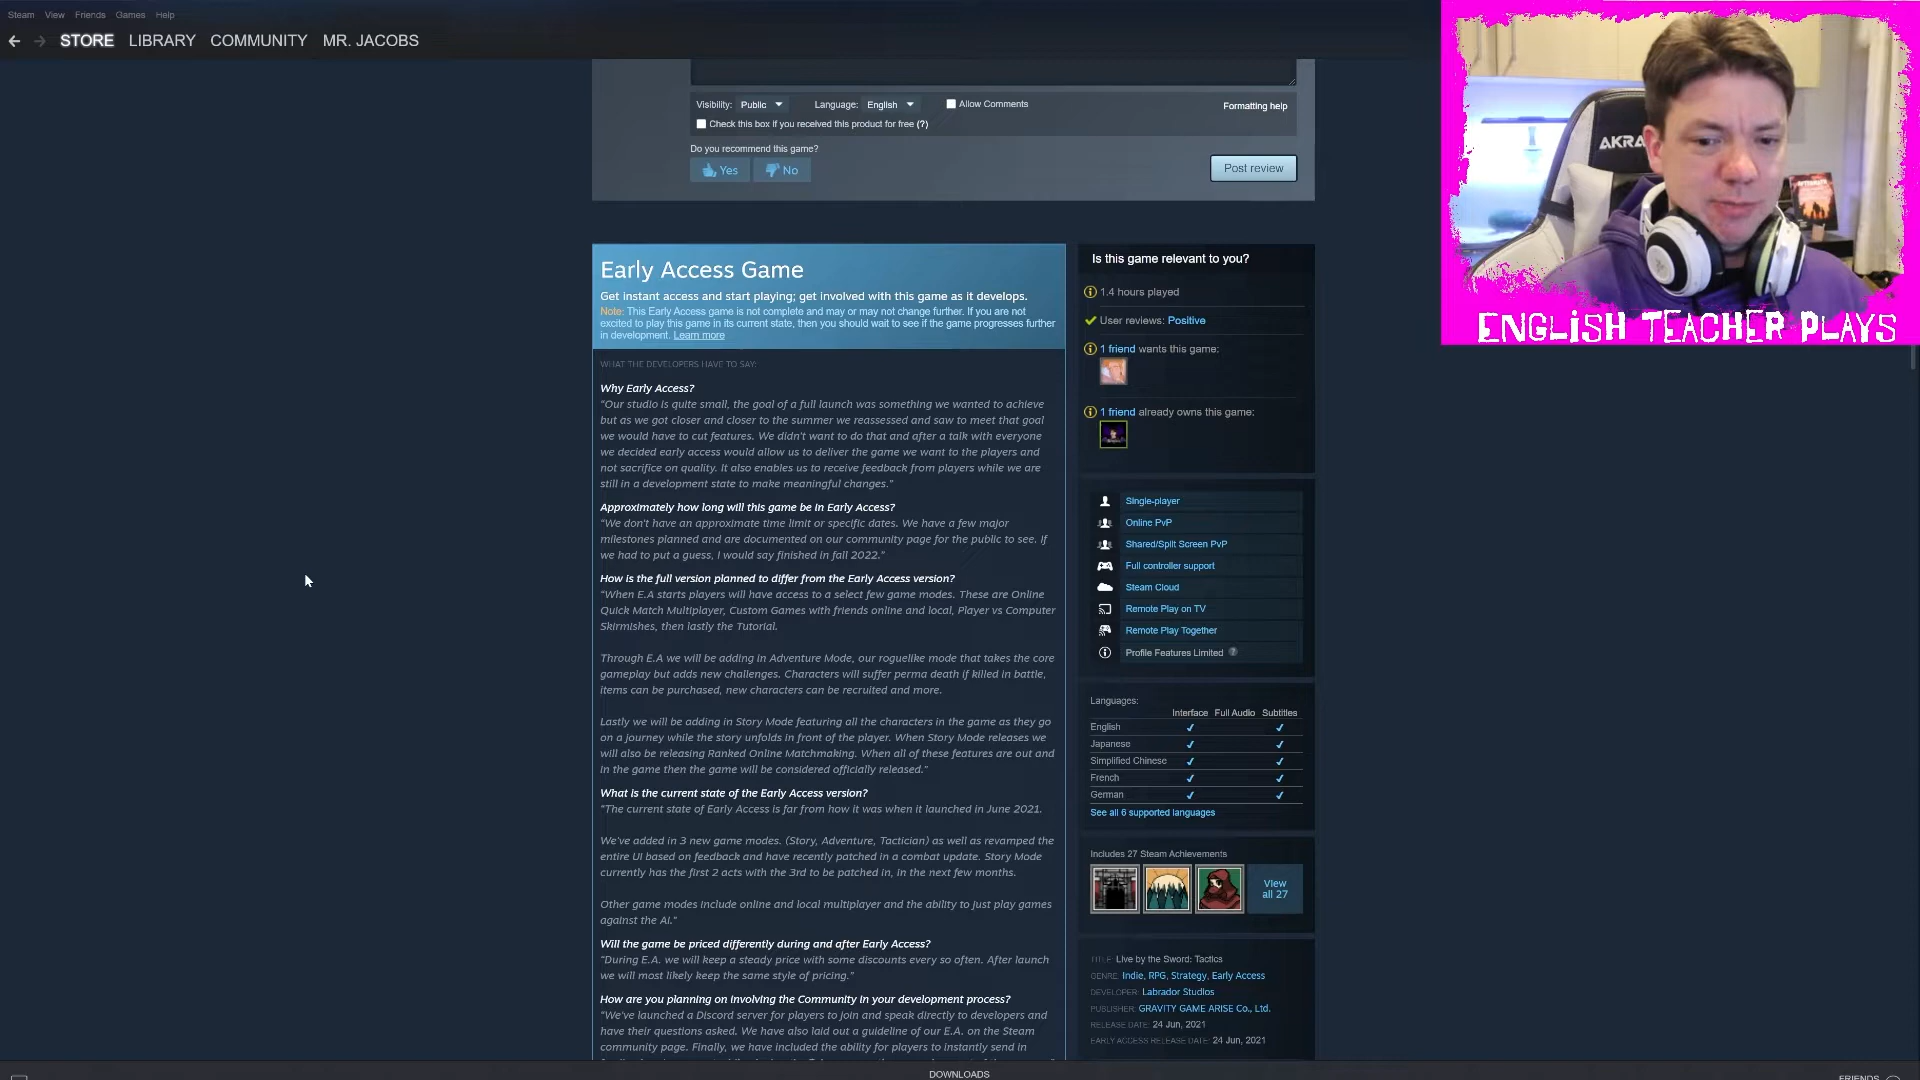 Steam View Friends Games Help
STORE LIBRARY COMMUNITY MR. JACOBS
Visibility: Public Language: English Allow Comments Formatting help
Check this box if you received this product for free (?)
Do you recommend this game?
Yes No Post review
Early Access Game
Get instant access and start playing; get involved with this game as it develops.
Note: This Early Access game is not complete and may or may not change further. If you are not
excited to play this game in its current state, then you should wait to see if the game progresses further
in development. Learn more
WHAT THE DEVELOPERS HAVE TO SAY:
Why Early Access?
"Our studio is quite small, the goal of a full launch was something we wanted to achieve
but as we got closer and closer to the summer we reassessed and saw to meet that goal
we would have to cut features. We didn't want to do that and after a talk with everyone
we decided early access would allow us to deliver the game we want to the players and
not sacrifice on quality. It also enables us to receive feedback from players while we are
still in a development state to make meaningful changes."
Approximately how long will this game be in Early Access?
"We don't have an approximate time limit or specific dates. We have a few major
milestones planned and are documented on our community page for the public to see. If
we had to put a guess, I would say finished in fall 2022."
How is the full version planned to differ from the Early Access version?
"When E.A starts players will have access to a select few game modes. These are Online
Quick Match Multiplayer, Custom Games with friends online and local, Player vs Computer
Skirmishes, then lastly the Tutorial.
Through E.A we will be adding in Adventure Mode, our roguelike mode that takes the core
gameplay but adds new challenges. Characters will suffer perma death if killed in battle,
items can be purchased, new characters can be recruited and more.
Lastly we will be adding in Story Mode featuring all the characters in the game as they go
on a journey while the story unfolds in front of the player. When Story Mode releases we
will also be releasing Ranked Online Matchmaking. When all of these features are out and
in the game then the game will be considered officially released."
What is the current state of the Early Access version?
"The current state of Early Access is far from how it was when it launched in June 2021.
We've added in 3 new game modes. (Story, Adventure, Tactician) as well as revamped the
entire UI based on feedback and have recently patched in a combat update. Story Mode
currently has the first 2 acts with the 3rd to be patched in, in the next few months.
Other game modes include online and local multiplayer and the ability to just play games
against the AI."
Will the game be priced differently during and after Early Access?
"During E.A. we will keep a steady price with some discounts every so often. After launch
we will most likely keep the same style of pricing."
How are you planning on involving the Community in your development process?
"We've launched a Discord server for players to join and speak directly to developers and
have their questions asked. We have also laid out a guideline of our E.A. on the Steam
community page. Finally, we have included the ability for players to instantly send in
Is this game relevant to you?
1.4 hours played
User reviews: Positive
1 friend wants this game:
1 friend already owns this game:
Single-player
Online PvP
Shared/Split Screen PvP
Full controller support
Steam Cloud
Remote Play on TV
Remote Play Together
Profile Features Limited ?
Languages:
Interface Full Audio Subtitles
English ✔ ✔
Japanese ✔ ✔
Simplified Chinese ✔ ✔
French ✔ ✔
German ✔ ✔
See all 6 supported languages
Includes 27 Steam Achievements
View
all 27
TITLE: Live by the Sword: Tactics
GENRE: Indie, RPG, Strategy, Early Access
DEVELOPER: Labrador Studios
PUBLISHER: GRAVITY GAME ARISE Co., Ltd.
RELEASE DATE: 24 Jun, 2021
EARLY ACCESS RELEASE DATE: 24 Jun, 2021
AKRA
ENGLISH TEACHER PLAYS
DOWNLOADS
FRIENDS